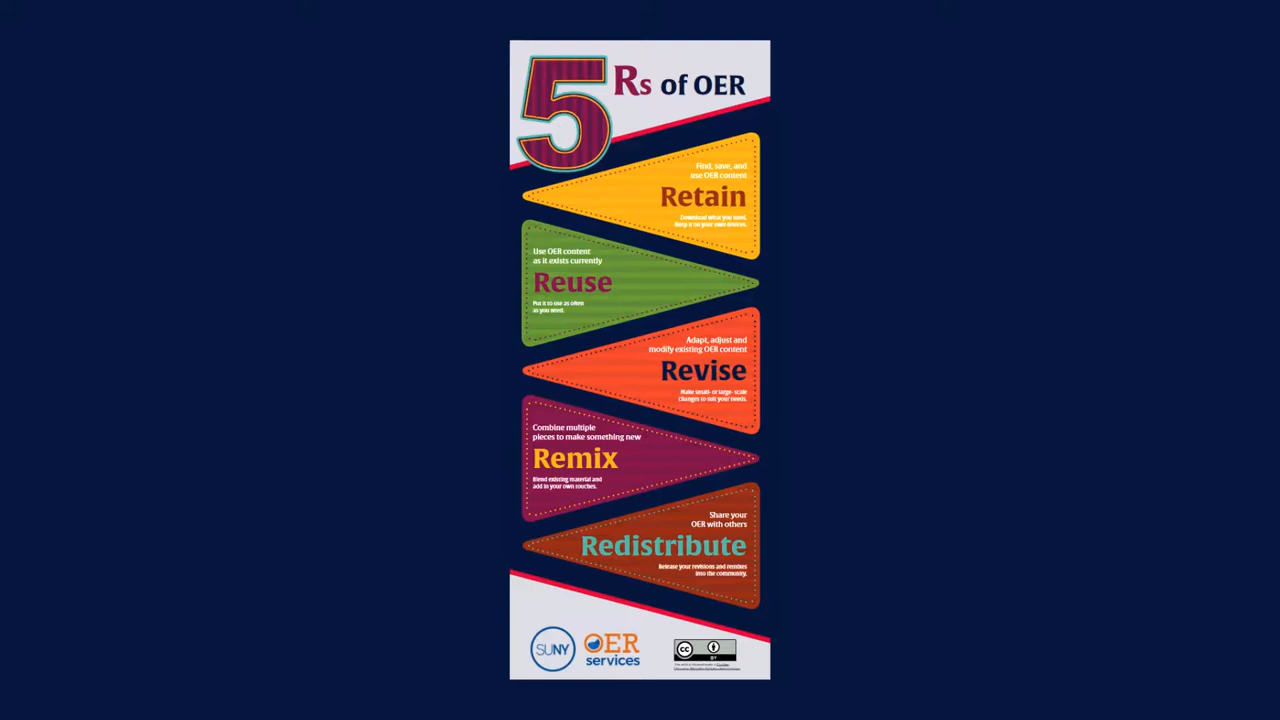 5 Rs of OER
Find, save, and
use OER content
Retain
Download what you need.
Keep it on your own devices.
Use OER content
as it exists currently
Reuse
Put it to use as often
as you need.
Adapt, adjust and
modify existing OER content
Revise
Make small- or large- scale
changes to suit your needs.
Combine multiple
pieces to make something new
Remix
Blend existing material and
add in your own touches.
Share your
OER with others
Redistribute
Release your revisions and remixes
into the community.
SUNY
OER
services
cc
BY